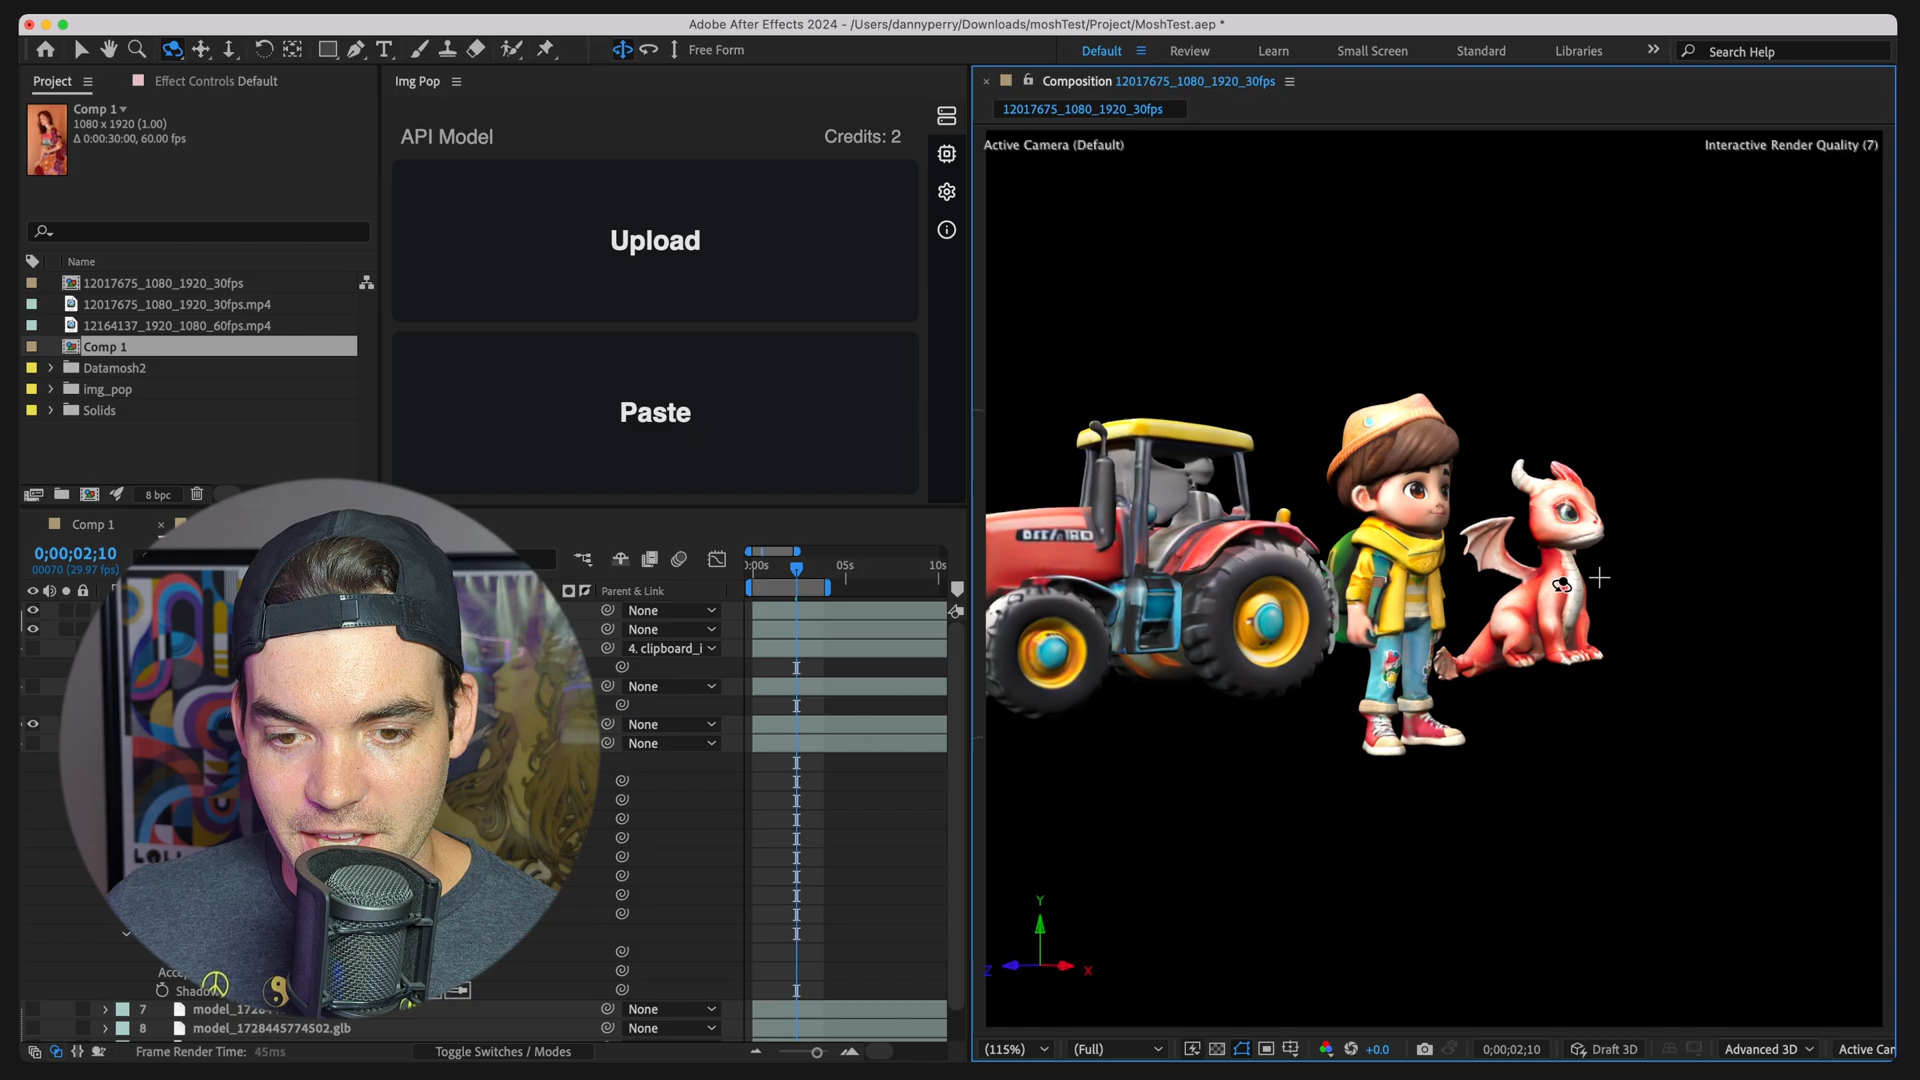 Adobe After Effects 2024 - /Users/dannyperry/Downloads/moshTest/Project/MoshTest.aep *
Free Form
Default
Review
Learn
Small Screen
Standard
Libraries
Search Help
Project
Effect Controls Default
Comp 1
1080 x 1920 (1.00)
Δ 0:00:30:00, 60.00 fps
Name
12017675_1080_1920_30fps
12017675_1080_1920_30fps.mp4
12164137_1920_1080_60fps.mp4
Comp 1
Datamosh2
img_pop
Solids
8 bpc
Img Pop
API Model
Credits: 2
Upload
Paste
Composition 12017675_1080_1920_30fps
12017675_1080_1920_30fps
Active Camera (Default)
Interactive Render Quality (7)
Comp 1
0;00;02;10
00070 (29.97 fps)
:00s
05s
10s
Parent & Link
None
None
4. clipboard_i
None
None
None
Shadow
7
model_1728
None
8
model_1728445774502.glb
None
Frame Render Time: 45ms
Toggle Switches / Modes
Y
Z
X
(115%)
(Full)
+0.0
0;00;02;10
Draft 3D
Advanced 3D
Active Car